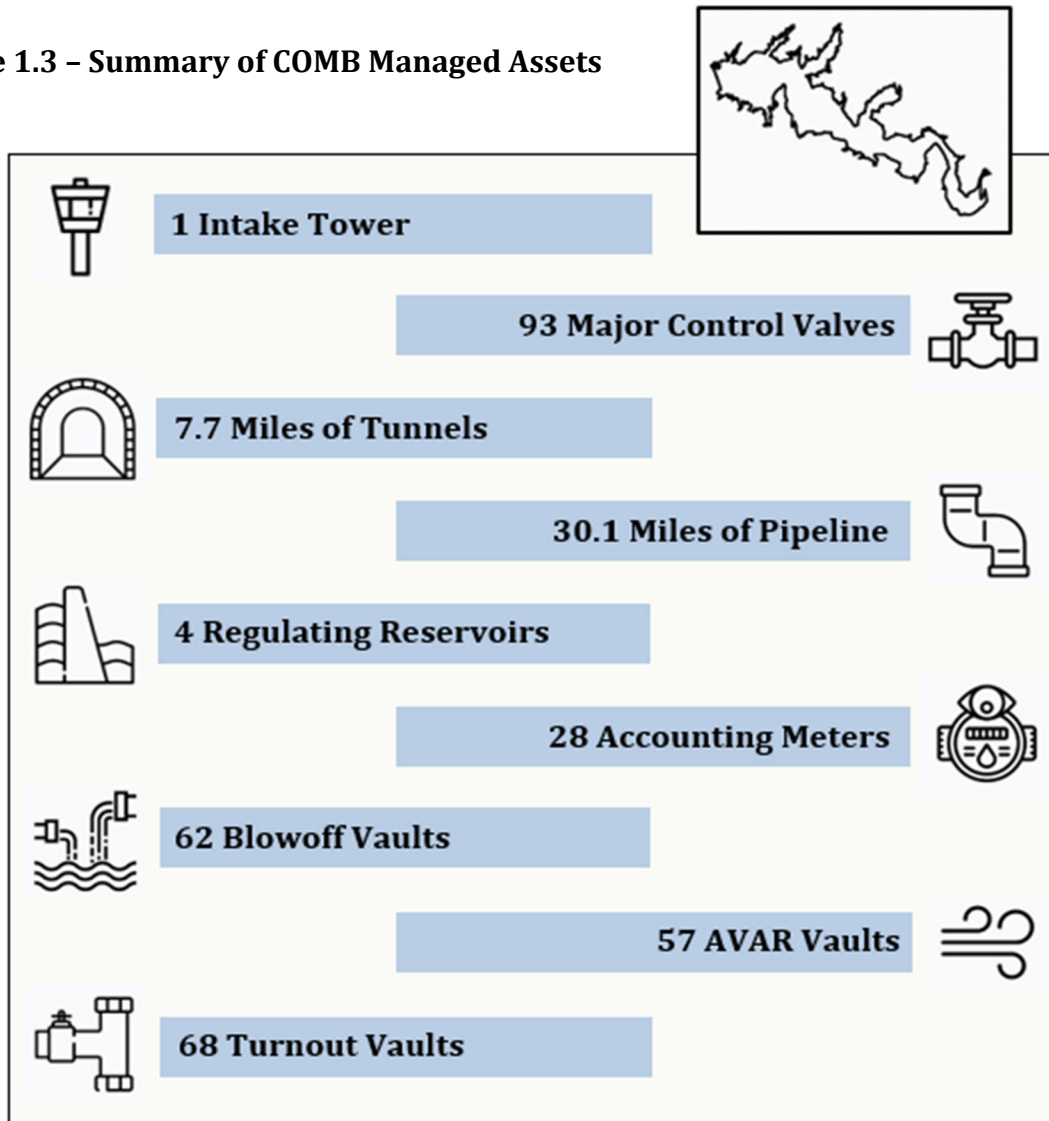 e 1.3 – Summary of COMB Managed Assets
1 Intake Tower
93 Major Control Valves
7.7 Miles of Tunnels
30.1 Miles of Pipeline
4 Regulating Reservoirs
28 Accounting Meters
62 Blowoff Vaults
57 AVAR Vaults
68 Turnout Vaults